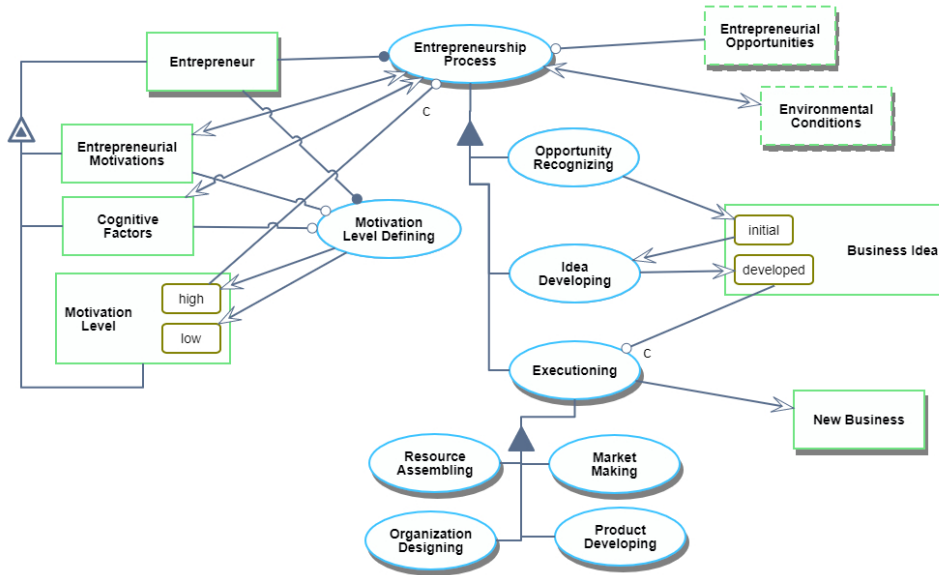 Entrepreneur
Entrepreneurship
Process
Entrepreneurial
Opportunities
C
Environmental
Conditions
Entrepreneurial
Motivations
Opportunity
Recognizing
Cognitive
Factors
Motivation
Level Defining
initial
Business Idea
developed
Idea
Developing
Motivation
Level
high
low
C
Executioning
New Business
Resource
Assembling
Market
Making
Organization
Designing
Product
Developing